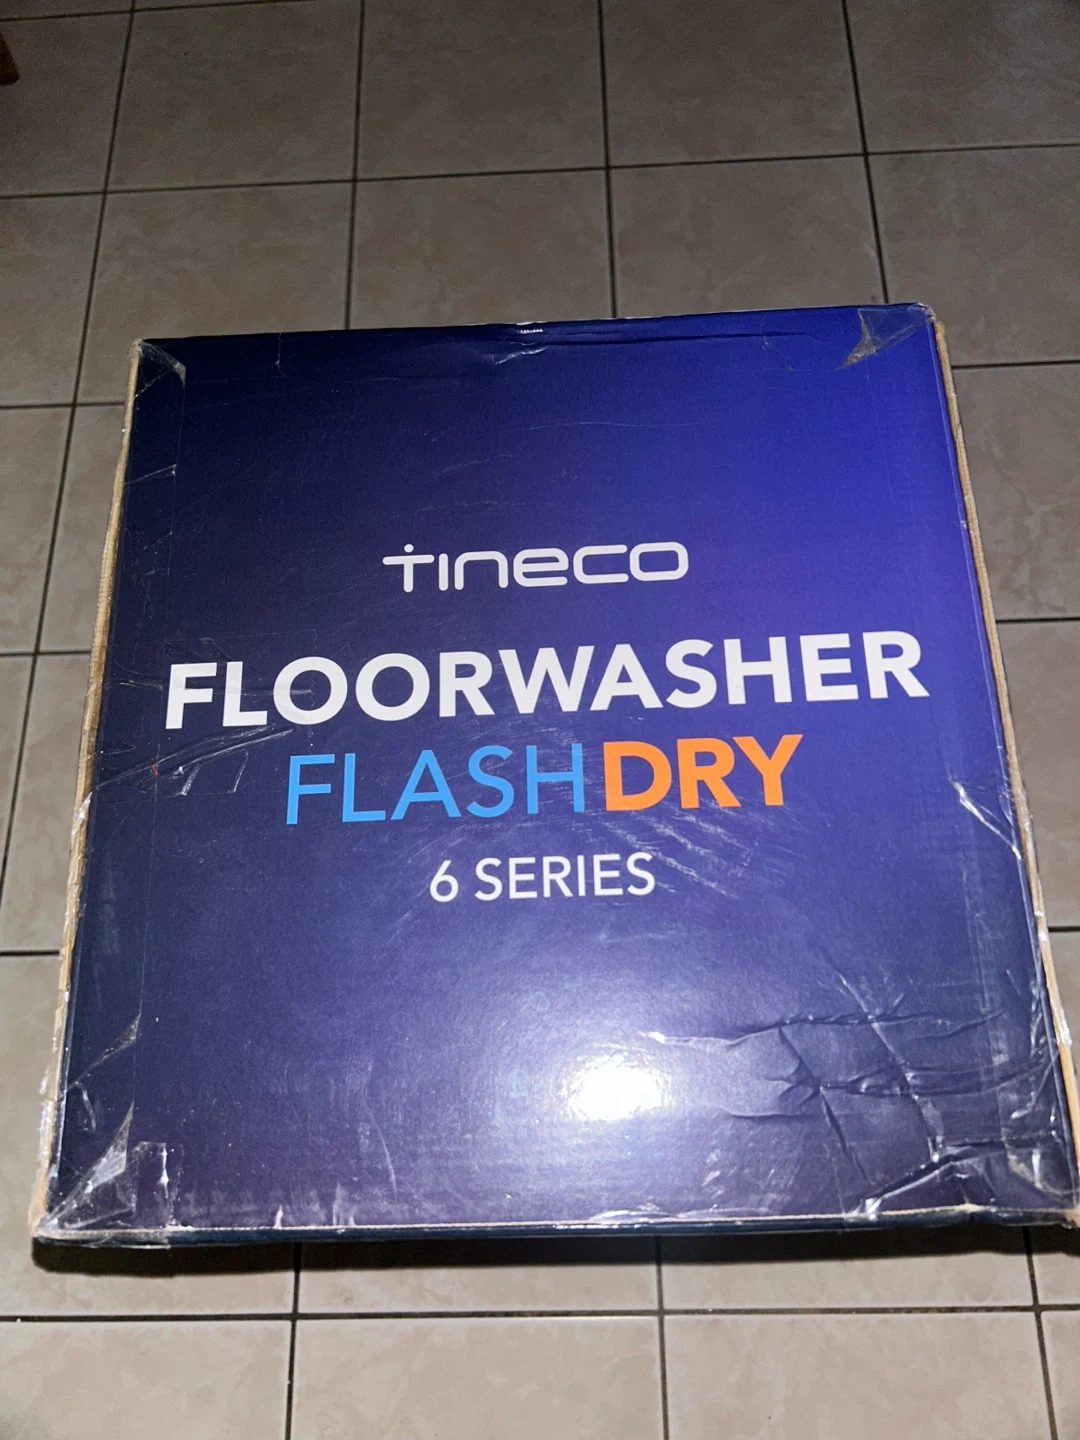 Tineco
FLOORWASHER
FLASHDRY
6 SERIES